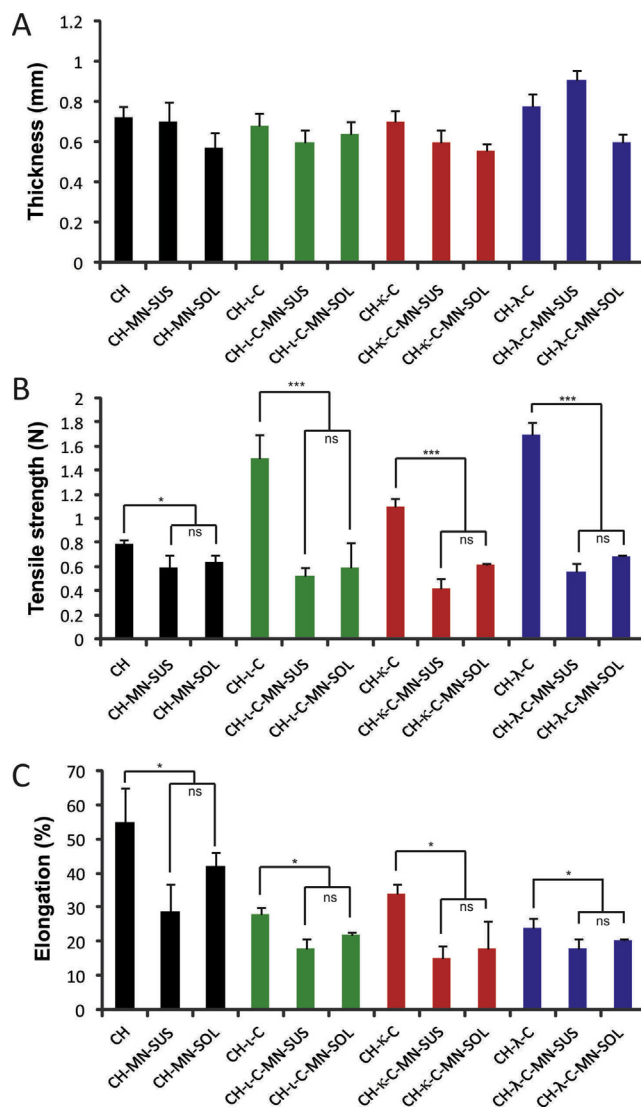 A
Thickness (mm)
1.2
1
0.8
0.6
0.4
0.2
0
CH
CH-MN-SUS
CH-MN-SOL
CH-ι-C
CH-ι-C-MN-SUS
CH-ι-C-MN-SOL
CH-κ-C
CH-κ-C-MN-SUS
CH-κ-C-MN-SOL
CH-λ-C
CH-λ-C-MN-SUS
CH-λ-C-MN-SOL
B
Tensile strength (N)
2
1.8
1.6
1.4
1.2
1
0.8
0.6
0.4
0.2
0
*
ns
***
ns
***
ns
***
ns
CH
CH-MN-SUS
CH-MN-SOL
CH-ι-C
CH-ι-C-MN-SUS
CH-ι-C-MN-SOL
CH-κ-C
CH-κ-C-MN-SUS
CH-κ-C-MN-SOL
CH-λ-C
CH-λ-C-MN-SUS
CH-λ-C-MN-SOL
C
Elongation (%)
70
60
50
40
30
20
10
0
*
ns
*
ns
*
ns
*
ns
CH
CH-MN-SUS
CH-MN-SOL
CH-ι-C
CH-ι-C-MN-SUS
CH-ι-C-MN-SOL
CH-κ-C
CH-κ-C-MN-SUS
CH-κ-C-MN-SOL
CH-λ-C
CH-λ-C-MN-SUS
CH-λ-C-MN-SOL